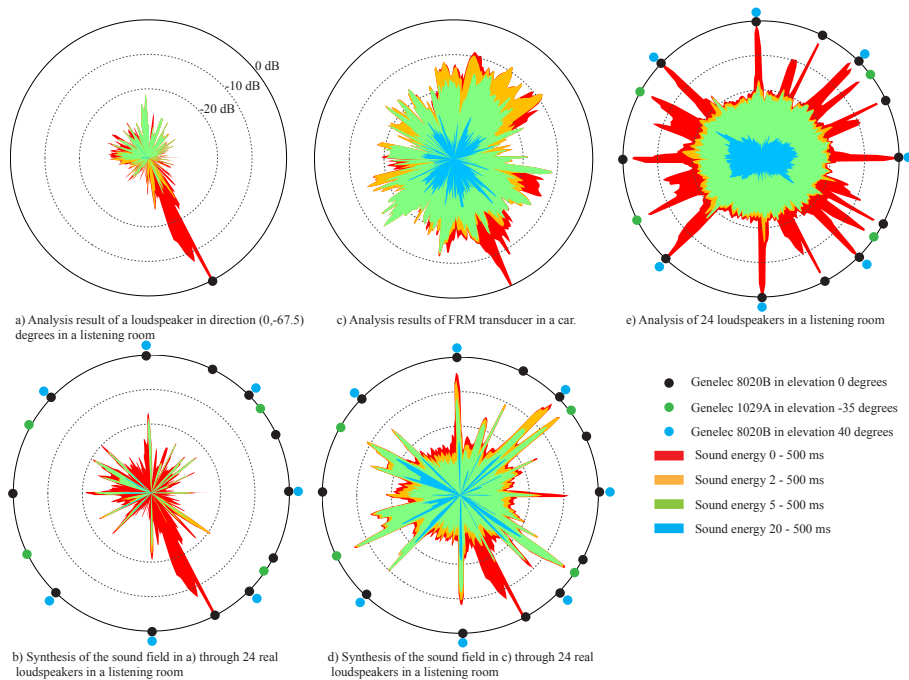 0 dB
-10 dB
-20 dB
a) Analysis result of a loudspeaker in direction (0,-67.5)
degrees in a listening room
c) Analysis results of FRM transducer in a car.
e) Analysis of 24 loudspeakers in a listening room
Genelec 8020B in elevation 0 degrees
Genelec 1029A in elevation -35 degrees
Genelec 8020B in elevation 40 degrees
Sound energy 0 - 500 ms
Sound energy 2 - 500 ms
Sound energy 5 - 500 ms
Sound energy 20 - 500 ms
b) Synthesis of the sound field in a) through 24 real
loudspeakers in a listening room
d) Synthesis of the sound field in c) through 24 real
loudspeakers in a listening room